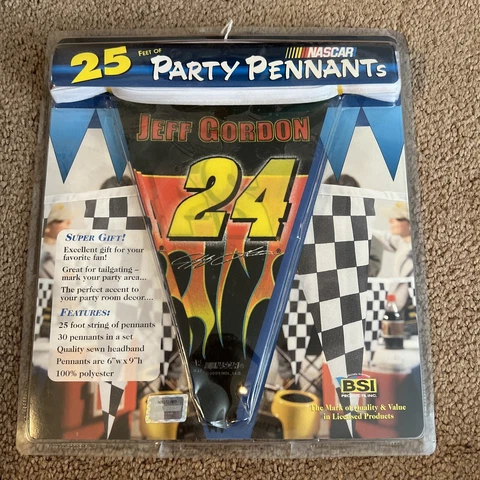 25 FEET OF
NASCAR
PARTY PENNANTS
JEFF GORDON
24
SUPER GIFT!
Excellent gift for your
favorite fan!
Great for tailgating –
mark your party area...
The perfect accent to
your party room decor....
FEATURES:
25 foot string of pennants
30 pennants in a set
Quality sewn headband
Pennants are 6"w x 9"h
100% polyester
BSI
PRODUCTS, INC.
The Mark of Quality & Value
in Licensed Products